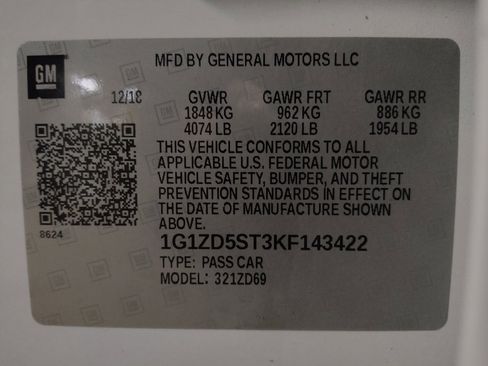 GM
MFD BY GENERAL MOTORS LLC
12/18 GVWR GAWR FRT GAWR RR
1848 KG 962 KG 886 KG
4074 LB 2120 LB 1954 LB
THIS VEHICLE CONFORMS TO ALL
APPLICABLE U.S. FEDERAL MOTOR
VEHICLE SAFETY, BUMPER, AND THEFT
PREVENTION STANDARDS IN EFFECT ON
THE DATE OF MANUFACTURE SHOWN
ABOVE.
8624
1G1ZD5ST3KF143422
TYPE: PASS CAR
MODEL: 321ZD69